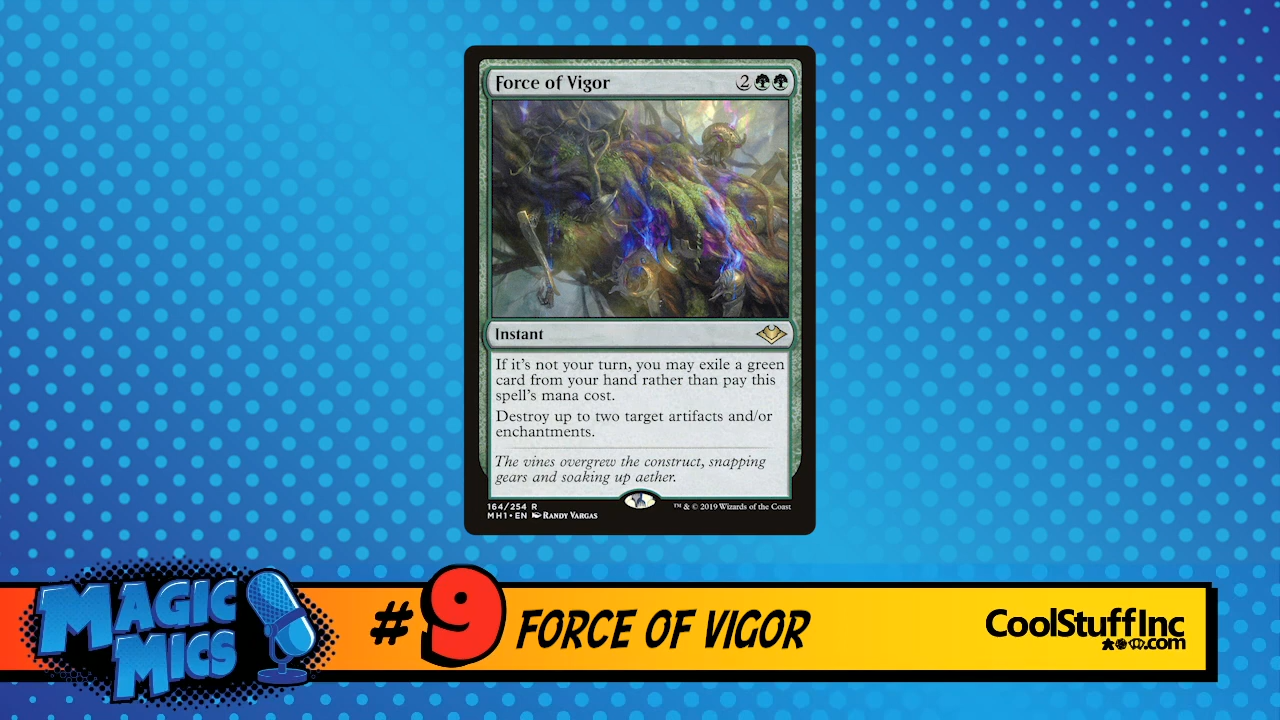 Force of Vigor 2
Instant
If it's not your turn, you may exile a green
card from your hand rather than pay this
spell's mana cost.
Destroy up to two target artifacts and/or
enchantments.
The vines overgrew the construct, snapping
gears and soaking up aether.
164/254 R
MH1 • EN Randy Vargas
™ & © 2019 Wizards of the Coast
MAGIC
MICS
#9 FORCE OF VIGOR
CoolStuffInc
.com